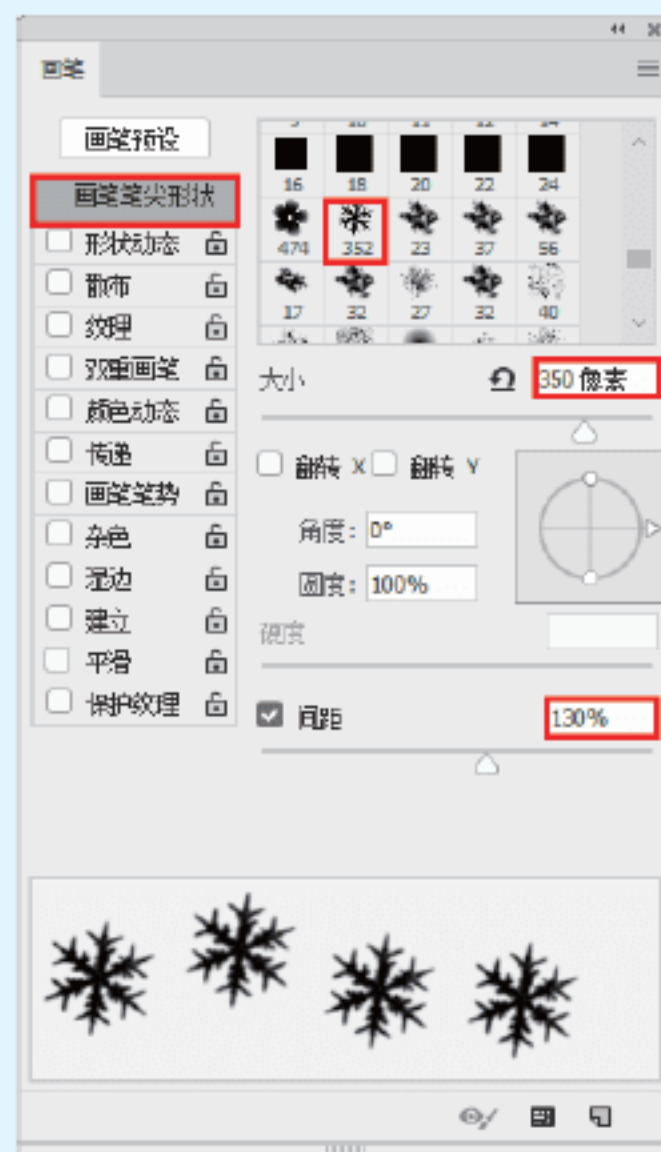 画笔
画笔预设
画笔笔尖形状
形状动态
散布
纹理
双重画笔
颜色动态
传递
画笔笔势
杂色
湿边
建立
平滑
保护纹理
16 18 20 22 24
474 352 23 37 56
17 32 27 32 40
大小 350 像素
翻转 X 翻转 Y
角度: 0°
圆度: 100%
硬度
间距 130%